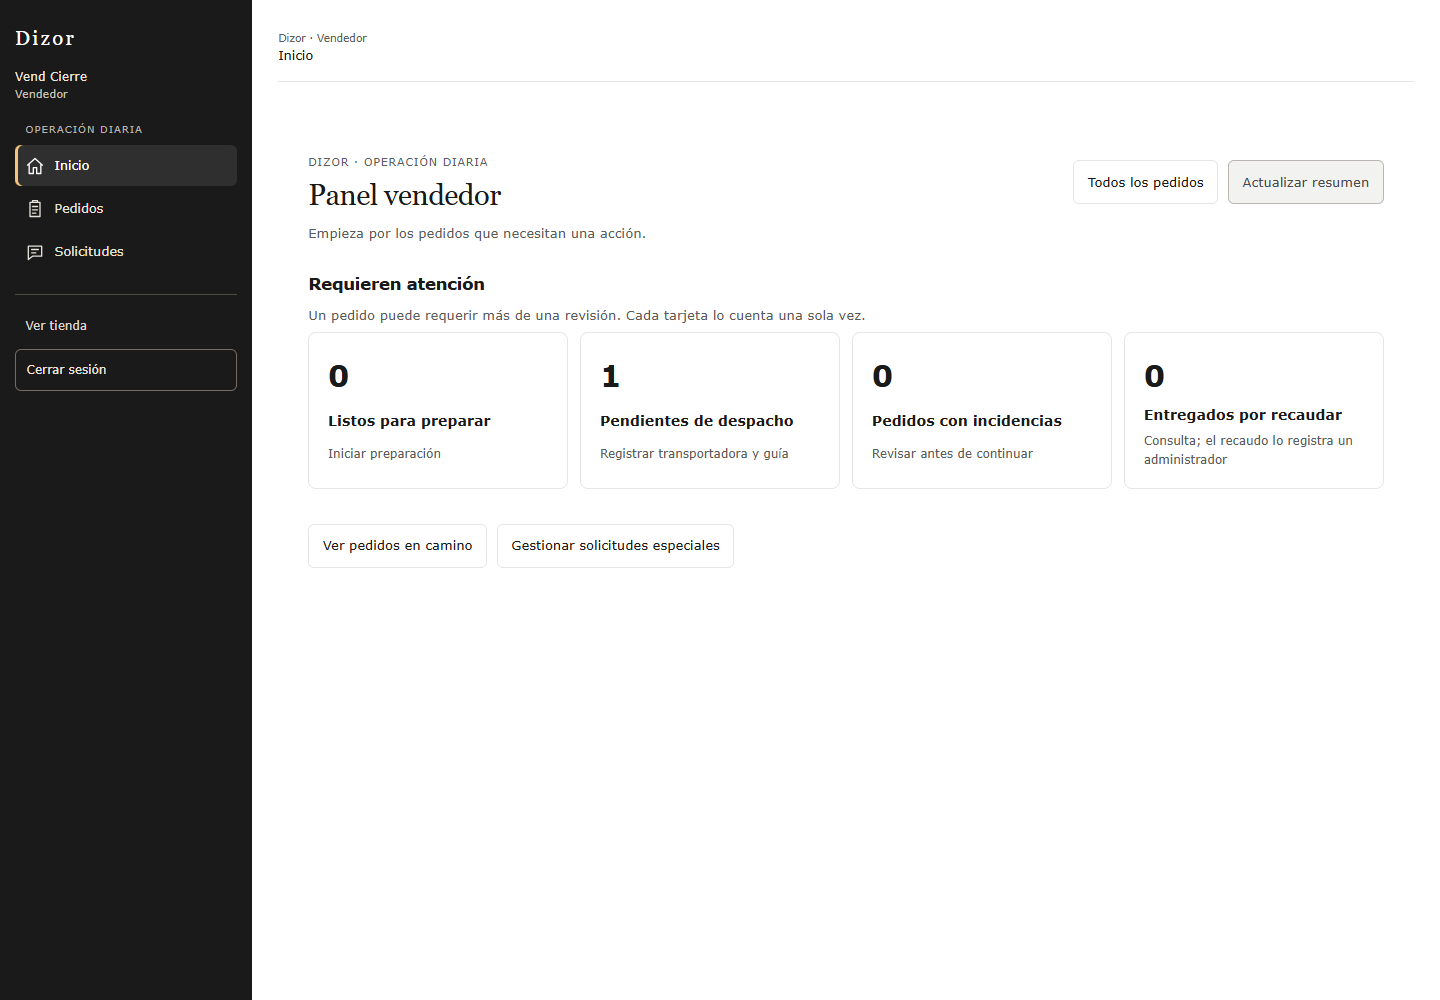 Dizor
Vend Cierre
Vendedor
OPERACIÓN DIARIA
Inicio
Pedidos
Solicitudes
Ver tienda
Cerrar sesión
Dizor · Vendedor
Inicio
DIZOR · OPERACIÓN DIARIA
Panel vendedor
Empieza por los pedidos que necesitan una acción.
Todos los pedidos
Actualizar resumen
Requieren atención
Un pedido puede requerir más de una revisión. Cada tarjeta lo cuenta una sola vez.
0
Listos para preparar
Iniciar preparación
1
Pendientes de despacho
Registrar transportadora y guía
0
Pedidos con incidencias
Revisar antes de continuar
0
Entregados por recaudar
Consulta; el recaudo lo registra un
administrador
Ver pedidos en camino
Gestionar solicitudes especiales